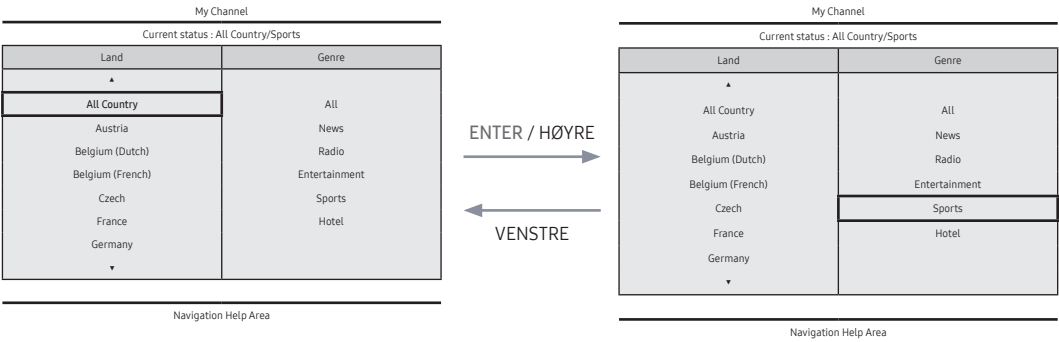 My Channel
Current status : All Country/Sports
Land Genre
▲
All Country All
Austria News
Belgium (Dutch) Radio
Belgium (French) Entertainment
Czech Sports
France Hotel
Germany
▼
Navigation Help Area
ENTER / HØYRE
VENSTRE
My Channel
Current status : All Country/Sports
Land Genre
▲
All Country All
Austria News
Belgium (Dutch) Radio
Belgium (French) Entertainment
Czech Sports
France Hotel
Germany
▼
Navigation Help Area